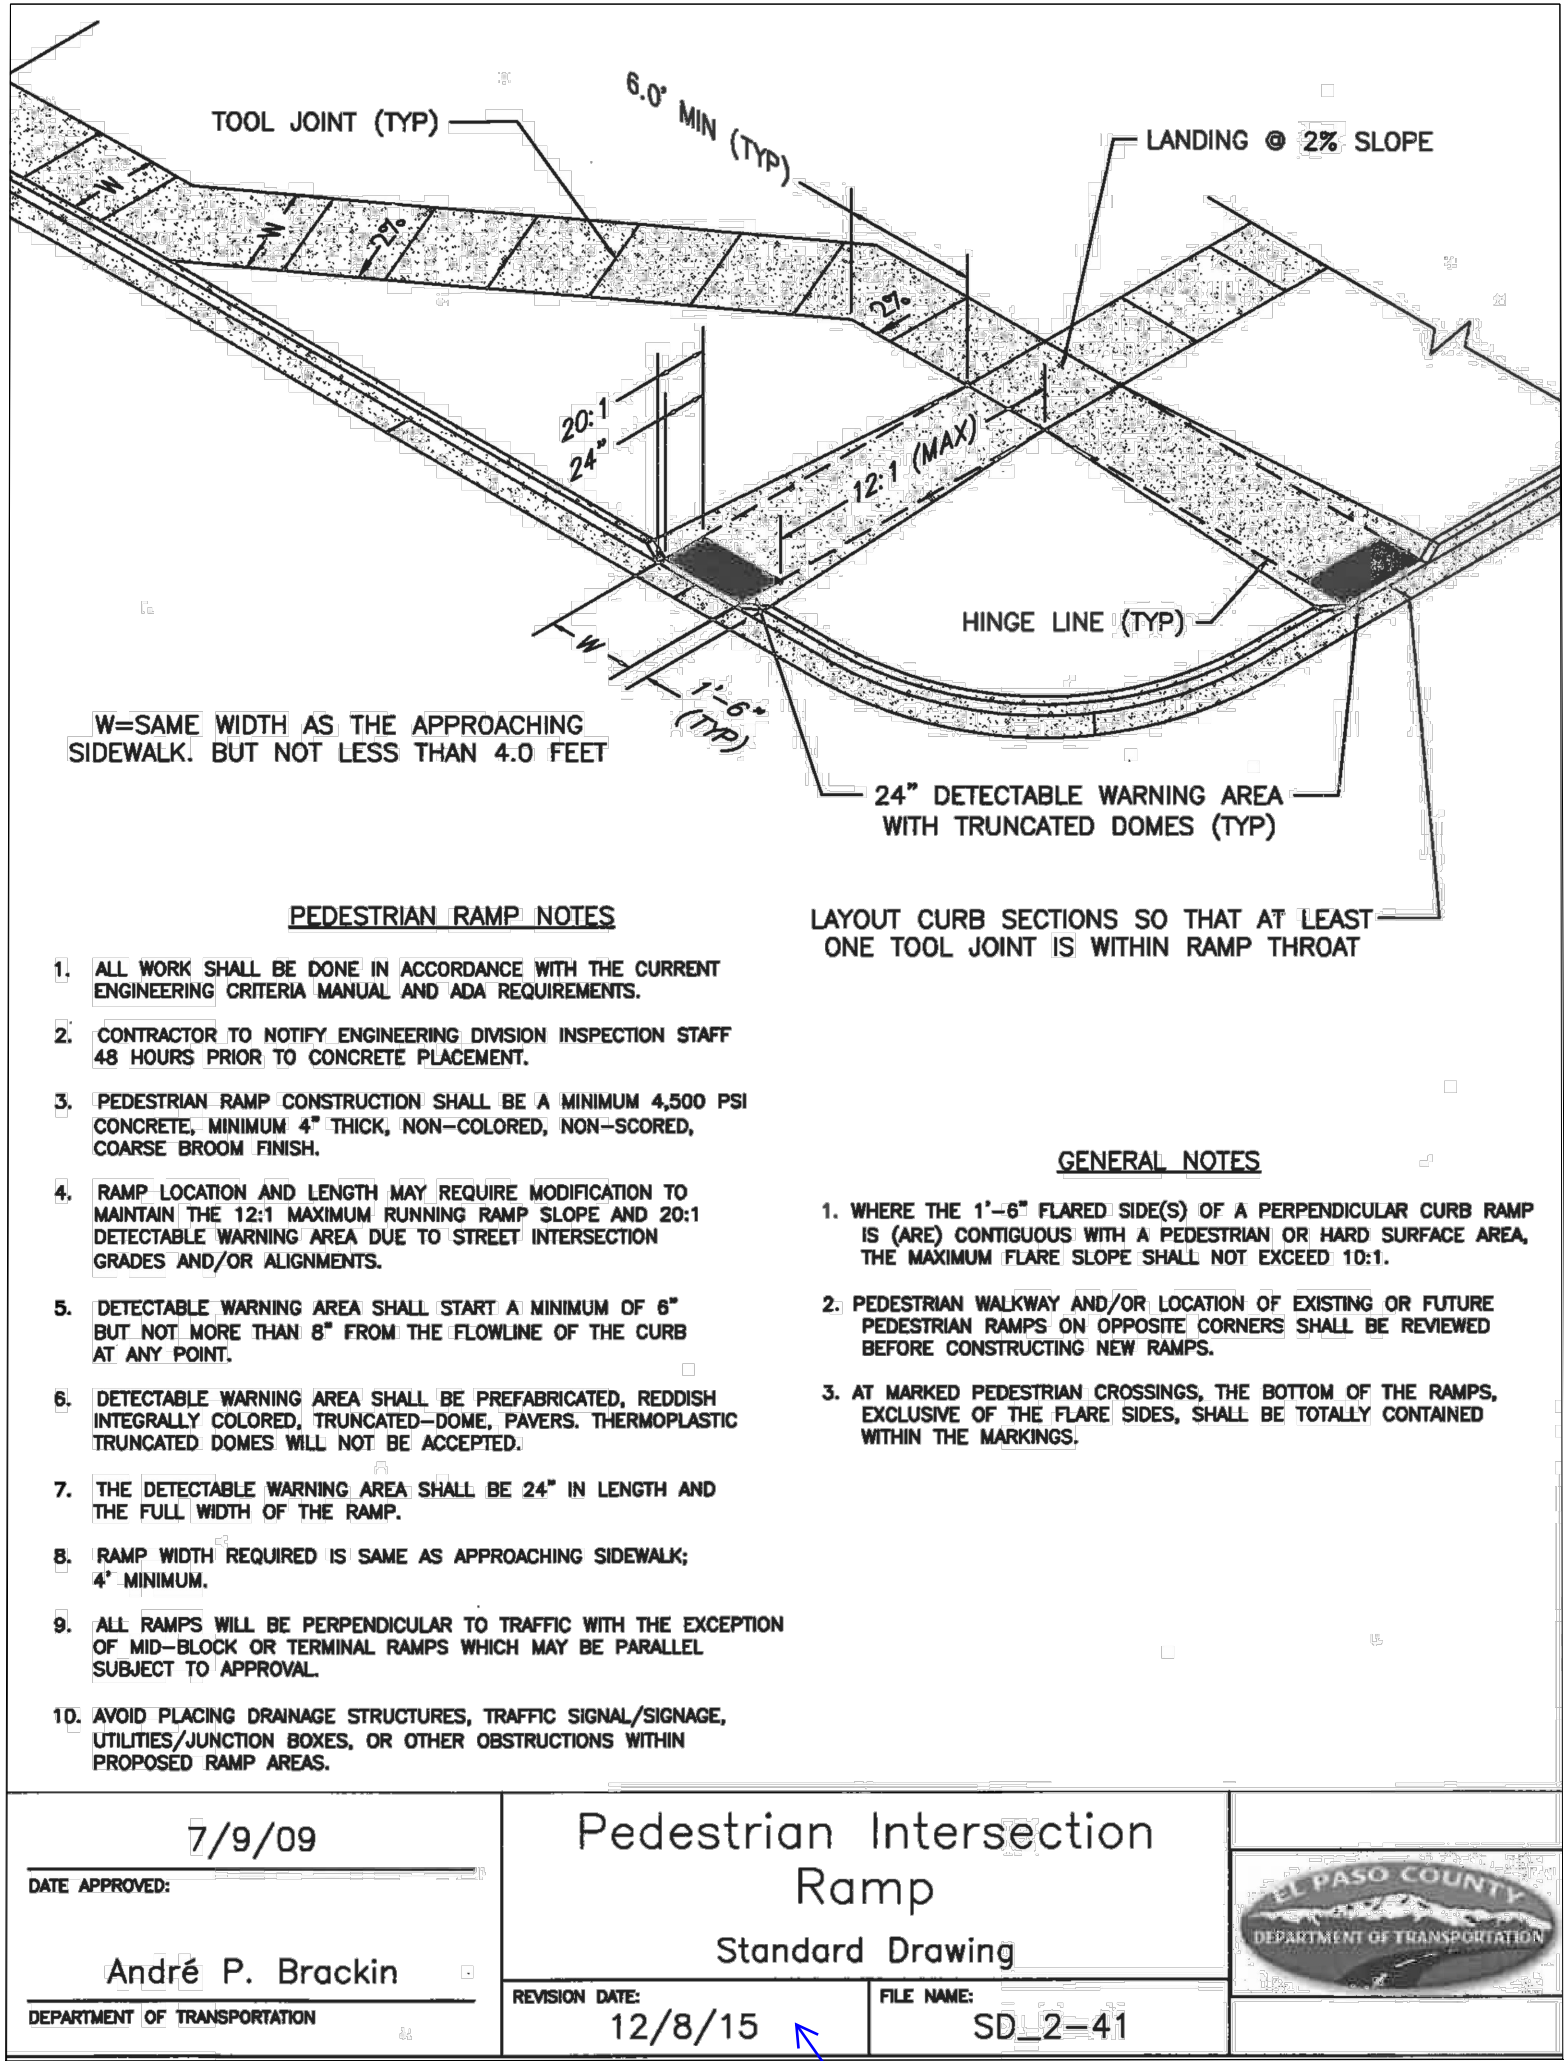 TOOL JOINT (TYP)
6.0' MIN (TYP)
LANDING @ 2% SLOPE
W
W
2%
2%
20:1
24"
12:1 (MAX)
HINGE LINE (TYP)
W
1'-6"
(TYP)
W=SAME WIDTH AS THE APPROACHING
SIDEWALK. BUT NOT LESS THAN 4.0 FEET
24" DETECTABLE WARNING AREA
WITH TRUNCATED DOMES (TYP)
LAYOUT CURB SECTIONS SO THAT AT LEAST
ONE TOOL JOINT IS WITHIN RAMP THROAT
PEDESTRIAN RAMP NOTES
1. ALL WORK SHALL BE DONE IN ACCORDANCE WITH THE CURRENT
ENGINEERING CRITERIA MANUAL AND ADA REQUIREMENTS.
2. CONTRACTOR TO NOTIFY ENGINEERING DIVISION INSPECTION STAFF
48 HOURS PRIOR TO CONCRETE PLACEMENT.
3. PEDESTRIAN RAMP CONSTRUCTION SHALL BE A MINIMUM 4,500 PSI
CONCRETE, MINIMUM 4" THICK, NON-COLORED, NON-SCORED,
COARSE BROOM FINISH.
4. RAMP LOCATION AND LENGTH MAY REQUIRE MODIFICATION TO
MAINTAIN THE 12:1 MAXIMUM RUNNING RAMP SLOPE AND 20:1
DETECTABLE WARNING AREA DUE TO STREET INTERSECTION
GRADES AND/OR ALIGNMENTS.
5. DETECTABLE WARNING AREA SHALL START A MINIMUM OF 6"
BUT NOT MORE THAN 8" FROM THE FLOWLINE OF THE CURB
AT ANY POINT.
6. DETECTABLE WARNING AREA SHALL BE PREFABRICATED, REDDISH
INTEGRALLY COLORED, TRUNCATED-DOME, PAVERS. THERMOPLASTIC
TRUNCATED DOMES WILL NOT BE ACCEPTED.
7. THE DETECTABLE WARNING AREA SHALL BE 24" IN LENGTH AND
THE FULL WIDTH OF THE RAMP.
8. RAMP WIDTH REQUIRED IS SAME AS APPROACHING SIDEWALK;
4' MINIMUM.
9. ALL RAMPS WILL BE PERPENDICULAR TO TRAFFIC WITH THE EXCEPTION
OF MID-BLOCK OR TERMINAL RAMPS WHICH MAY BE PARALLEL
SUBJECT TO APPROVAL.
10. AVOID PLACING DRAINAGE STRUCTURES, TRAFFIC SIGNAL/SIGNAGE,
UTILITIES/JUNCTION BOXES, OR OTHER OBSTRUCTIONS WITHIN
PROPOSED RAMP AREAS.
GENERAL NOTES
1. WHERE THE 1'-6" FLARED SIDE(S) OF A PERPENDICULAR CURB RAMP
IS (ARE) CONTIGUOUS WITH A PEDESTRIAN OR HARD SURFACE AREA,
THE MAXIMUM FLARE SLOPE SHALL NOT EXCEED 10:1.
2. PEDESTRIAN WALKWAY AND/OR LOCATION OF EXISTING OR FUTURE
PEDESTRIAN RAMPS ON OPPOSITE CORNERS SHALL BE REVIEWED
BEFORE CONSTRUCTING NEW RAMPS.
3. AT MARKED PEDESTRIAN CROSSINGS, THE BOTTOM OF THE RAMPS,
EXCLUSIVE OF THE FLARE SIDES, SHALL BE TOTALLY CONTAINED
WITHIN THE MARKINGS.
7/9/09
DATE APPROVED:
André P. Brackin
DEPARTMENT OF TRANSPORTATION
Pedestrian Intersection
Ramp
Standard Drawing
REVISION DATE:
12/8/15
FILE NAME:
SD_2-41
EL PASO COUNTY
DEPARTMENT OF TRANSPORTATION